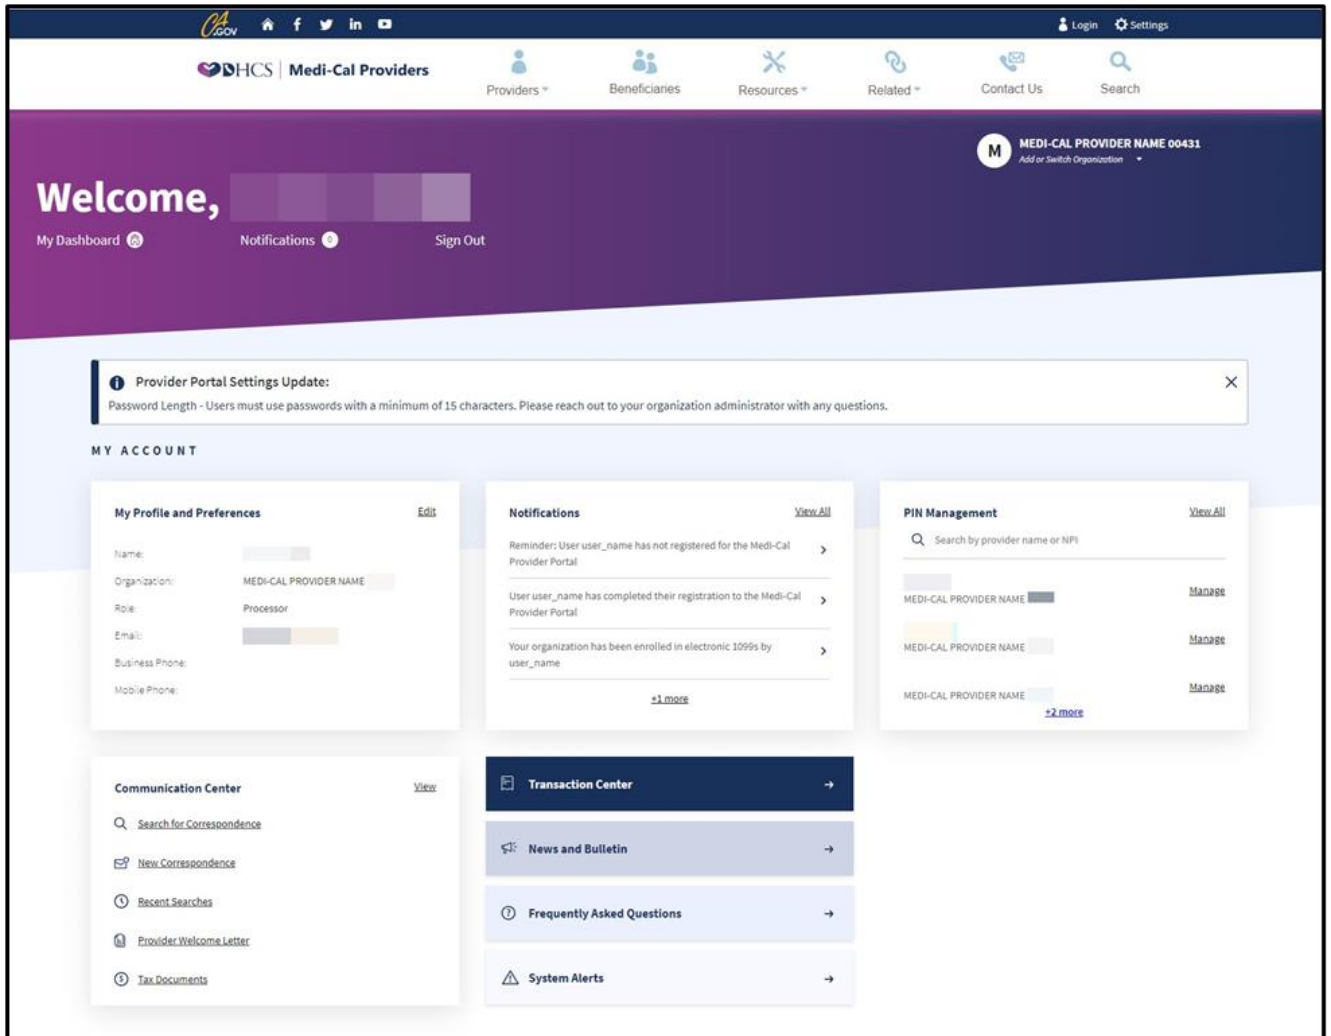 CA.GOV
Login Settings
DHCS Medi-Cal Providers
Providers Beneficiaries Resources Related Contact Us Search
M MEDI-CAL PROVIDER NAME 00431
Add or Switch Organization
Welcome,
My Dashboard Notifications 0 Sign Out
Provider Portal Settings Update:
Password Length - Users must use passwords with a minimum of 15 characters. Please reach out to your organization administrator with any questions.
MY ACCOUNT
My Profile and Preferences Edit
Name:
Organization: MEDI-CAL PROVIDER NAME
Role: Processor
Email:
Business Phone:
Mobile Phone:
Notifications View All
Reminder: User user_name has not registered for the Medi-Cal
Provider Portal
User user_name has completed their registration to the Medi-Cal
Provider Portal
Your organization has been enrolled in electronic 1099s by
user_name
+1 more
PIN Management View All
Search by provider name or NPI
MEDI-CAL PROVIDER NAME Manage
MEDI-CAL PROVIDER NAME Manage
MEDI-CAL PROVIDER NAME Manage
+2 more
Communication Center View
Search for Correspondence
New Correspondence
Recent Searches
Provider Welcome Letter
Tax Documents
Transaction Center
News and Bulletin
Frequently Asked Questions
System Alerts